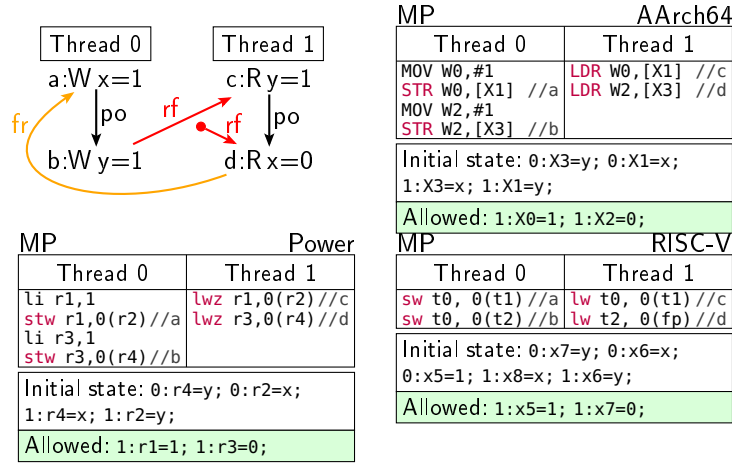 Thread 0 Thread 1
a:W x=1 c:R y=1
po rf po
fr rf
b:W y=1 d:R x=0
MP AArch64
Thread 0 Thread 1
MOV W0,#1 LDR W0,[X1] //c
STR W0,[X1] //a LDR W2,[X3] //d
MOV W2,#1
STR W2,[X3] //b
Initial state: 0:X3=y; 0:X1=x;
1:X3=x; 1:X1=y;
Allowed: 1:X0=1; 1:X2=0;
MP Power
Thread 0 Thread 1
li r1,1 lwz r1,0(r2)//c
stw r1,0(r2)//a lwz r3,0(r4)//d
li r3,1
stw r3,0(r4)//b
Initial state: 0:r4=y; 0:r2=x;
1:r4=x; 1:r2=y;
Allowed: 1:r1=1; 1:r3=0;
MP RISC-V
Thread 0 Thread 1
sw t0, 0(t1)//a lw t0, 0(t1)//c
sw t0, 0(t2)//b lw t2, 0(fp)//d
Initial state: 0:x7=y; 0:x6=x;
0:x5=1; 1:x8=x; 1:x6=y;
Allowed: 1:x5=1; 1:x7=0;